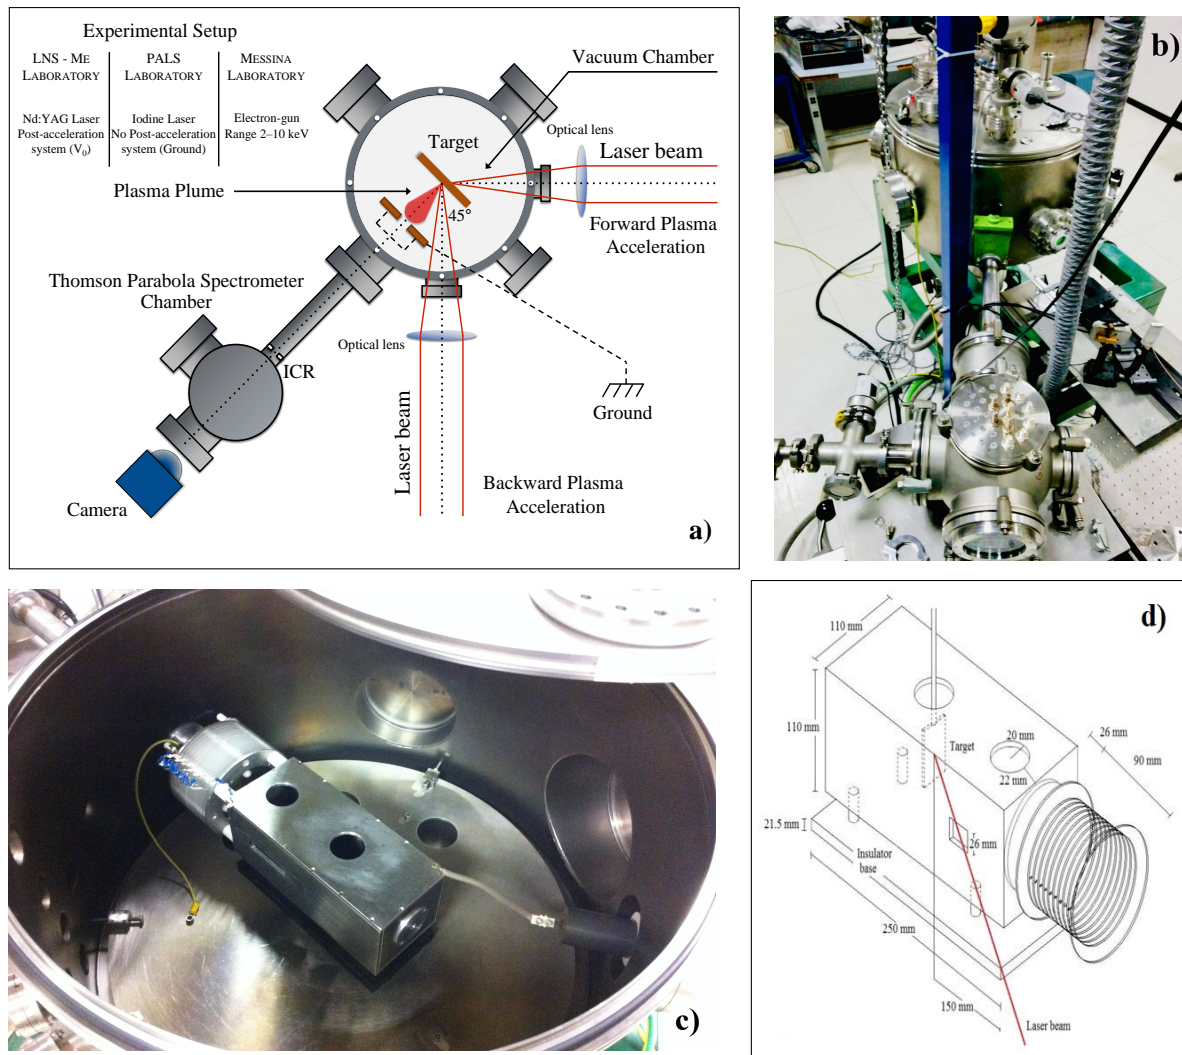 Experimental Setup
LNS - ME
LABORATORY
Nd:YAG Laser
Post-acceleration
system (V0)
PALS
LABORATORY
Iodine Laser
No Post-acceleration
system (Ground)
MESSINA
LABORATORY
Electron-gun
Range 2–10 keV
Vacuum Chamber
Target
Optical lens
Laser beam
Plasma Plume
45°
Forward Plasma
Acceleration
Thomson Parabola Spectrometer
Chamber
Optical lens
ICR
Ground
Laser beam
Backward Plasma
Acceleration
Camera
a)
b)
c)
d)
110 mm
110 mm
20 mm
26 mm
Target
90 mm
22 mm
21.5 mm
26 mm
Insulator
base
250 mm
150 mm
Laser beam